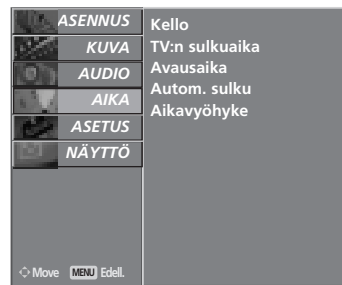 ASENNUS
KUVA
AUDIO
AIKA
ASETUS
NÄYTTÖ
Move MENU Edell.
Kello
TV:n sulkuaika
Avausaika
Autom. sulku
Aikavyöhyke